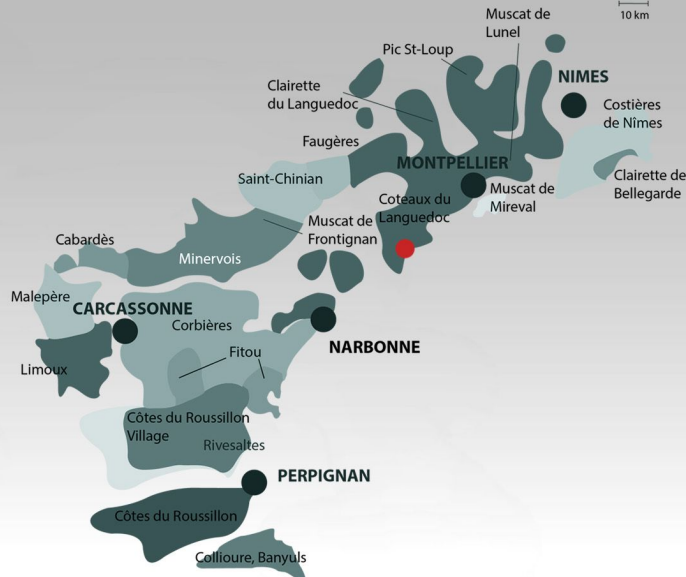 10 km
Muscat de
Lunel
Pic St-Loup
NIMES
Clairette
du Languedoc
Costières
de Nîmes
Faugères
MONTPELLIER
Saint-Chinian
Clairette de
Bellegarde
Muscat de
Mireval
Coteaux du
Languedoc
Muscat de
Frontignan
Cabardès
Minervois
Malepère
CARCASSONNE
Corbières
NARBONNE
Fitou
Limoux
Côtes du Roussillon
Village
Rivesaltes
PERPIGNAN
Côtes du Roussillon
Collioure, Banyuls